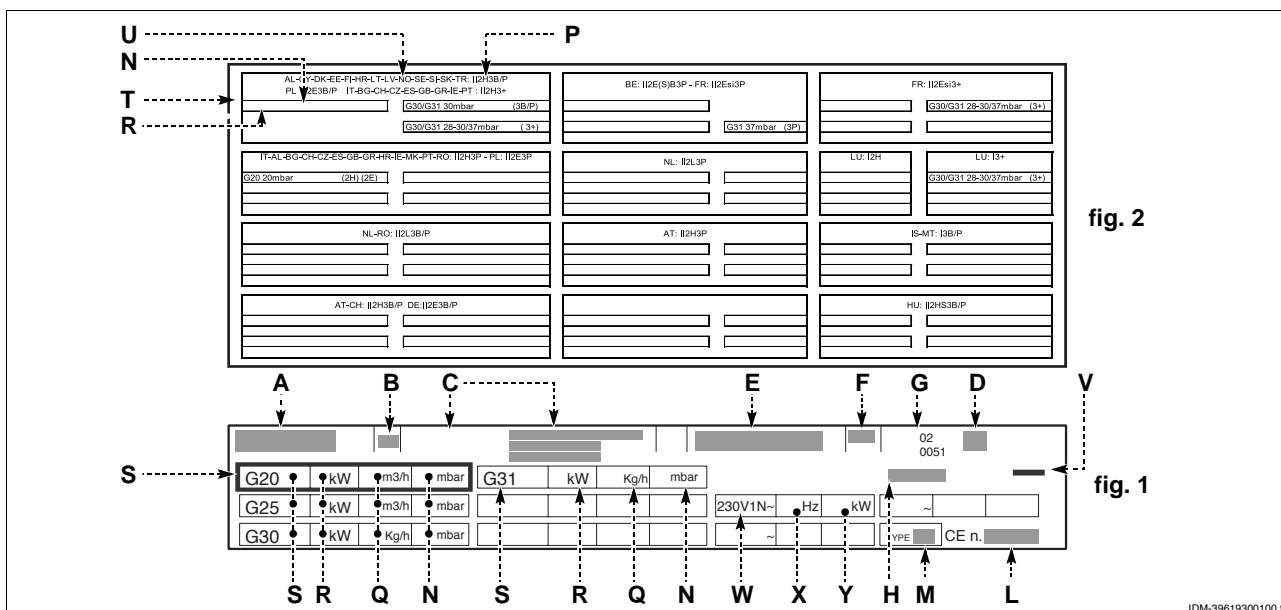 U P
N
T
R
AL-CY-DK-EE-FI-HR-LT-LV-NO-SE-SI-SK-TR: II2H3B/P
PL II2E3B/P IT-BG-CH-CZ-ES-GB-GR-IE-PT : II2H3+
G30/G31 30mbar (3B/P)
G30/G31 28-30/37mbar ( 3+)
BE: II2E(S)B3P - FR: II2Esi3P
G31 37mbar (3P)
FR: II2Esi3+
G30/G31 28-30/37mbar (3+)
IT-AL-BG-CH-CZ-ES-GB-GR-HR-IE-MK-PT-RO: II2H3P - PL: II2E3P
G20 20mbar (2H) (2E)
NL: II2L3P
LU: I2H
LU: I3+
G30/G31 28-30/37mbar (3+)
fig. 2
NL-RO: II2L3B/P
AT: II2H3P
IS-MT: I3B/P
AT-CH: II2H3B/P DE:II2E3B/P
HU: II2HS3B/P
A B C E F G D V
02
0051
S G20 kW m3/h mbar G31 kW Kg/h mbar
fig. 1
G25 kW m3/h mbar 230V1N~ Hz kW ~
G30 kW Kg/h mbar ~ TYPE CE n.
S R Q N S R Q N W X Y H M L